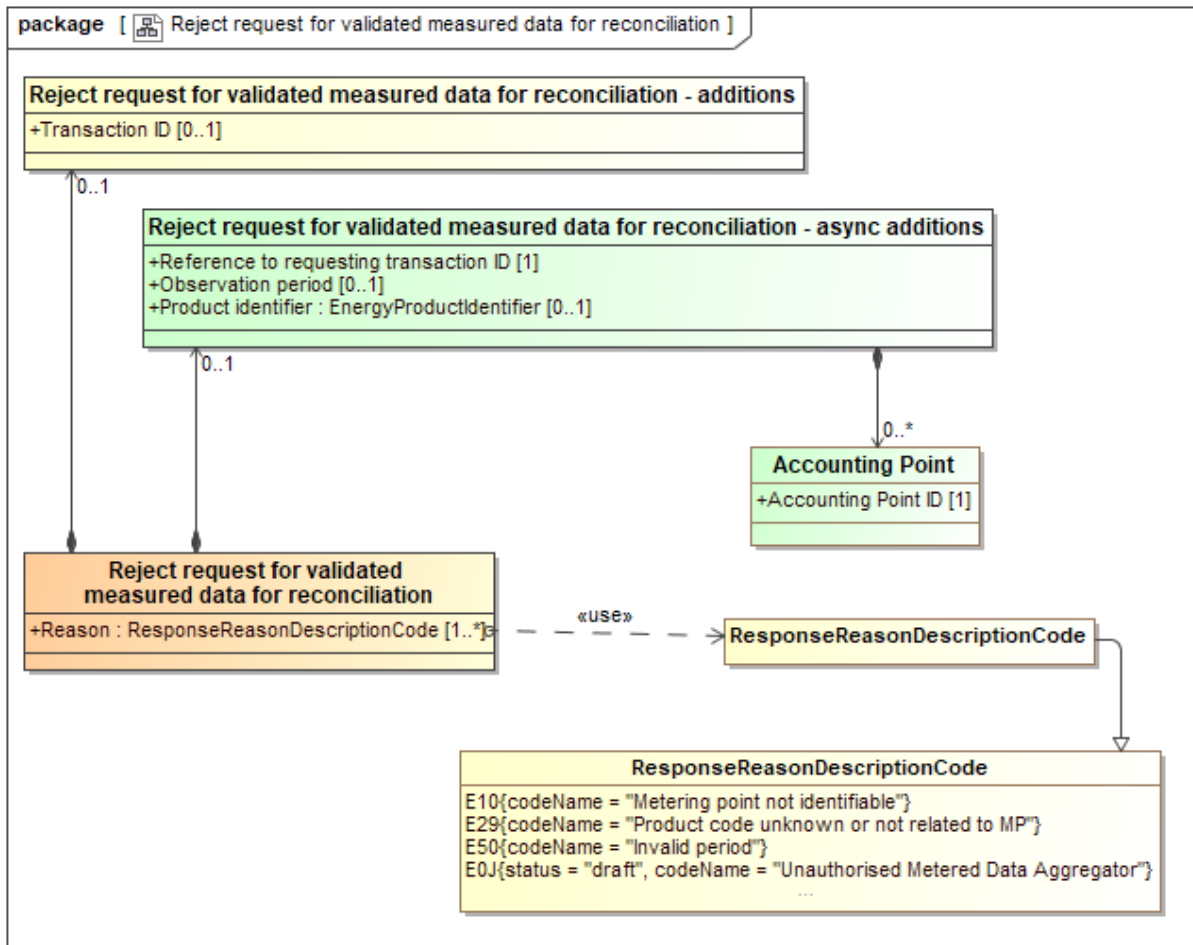 package [ Reject request for validated measured data for reconciliation ]
Reject request for validated measured data for reconciliation - additions
+Transaction ID [0..1]
0..1
Reject request for validated measured data for reconciliation - async additions
+Reference to requesting transaction ID [1]
+Observation period [0..1]
+Product identifier : EnergyProductIdentifier [0..1]
0..1
0..*
Accounting Point
+Accounting Point ID [1]
Reject request for validated
measured data for reconciliation
+Reason : ResponseReasonDescriptionCode [1..*]
«use»
ResponseReasonDescriptionCode
ResponseReasonDescriptionCode
E10{codeName = "Metering point not identifiable"}
E29{codeName = "Product code unknown or not related to MP"}
E50{codeName = "Invalid period"}
E0J{status = "draft", codeName = "Unauthorised Metered Data Aggregator"}
...